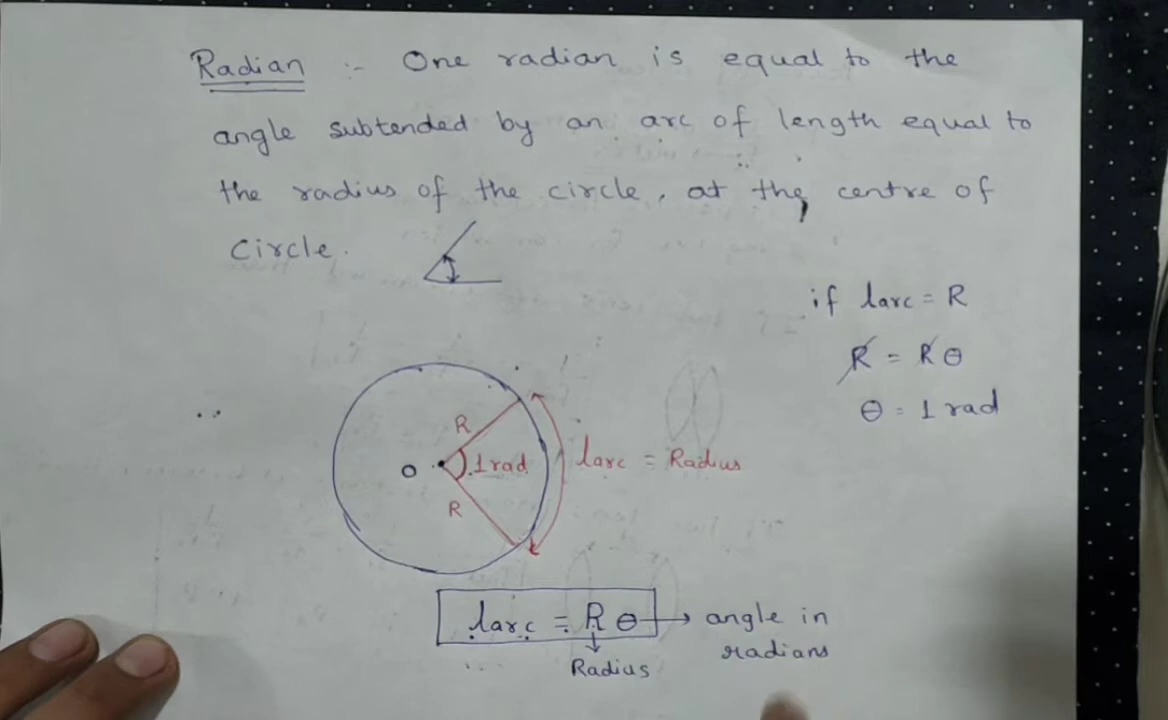 Radian :- One radian is equal to the
angle subtended by an arc of length equal to
the radius of the circle, at the centre of
Circle.
if larc = R
R = Rθ
θ = 1 rad
R
O 1 rad larc = Radius
R
larc = Rθ → angle in
radians
Radius